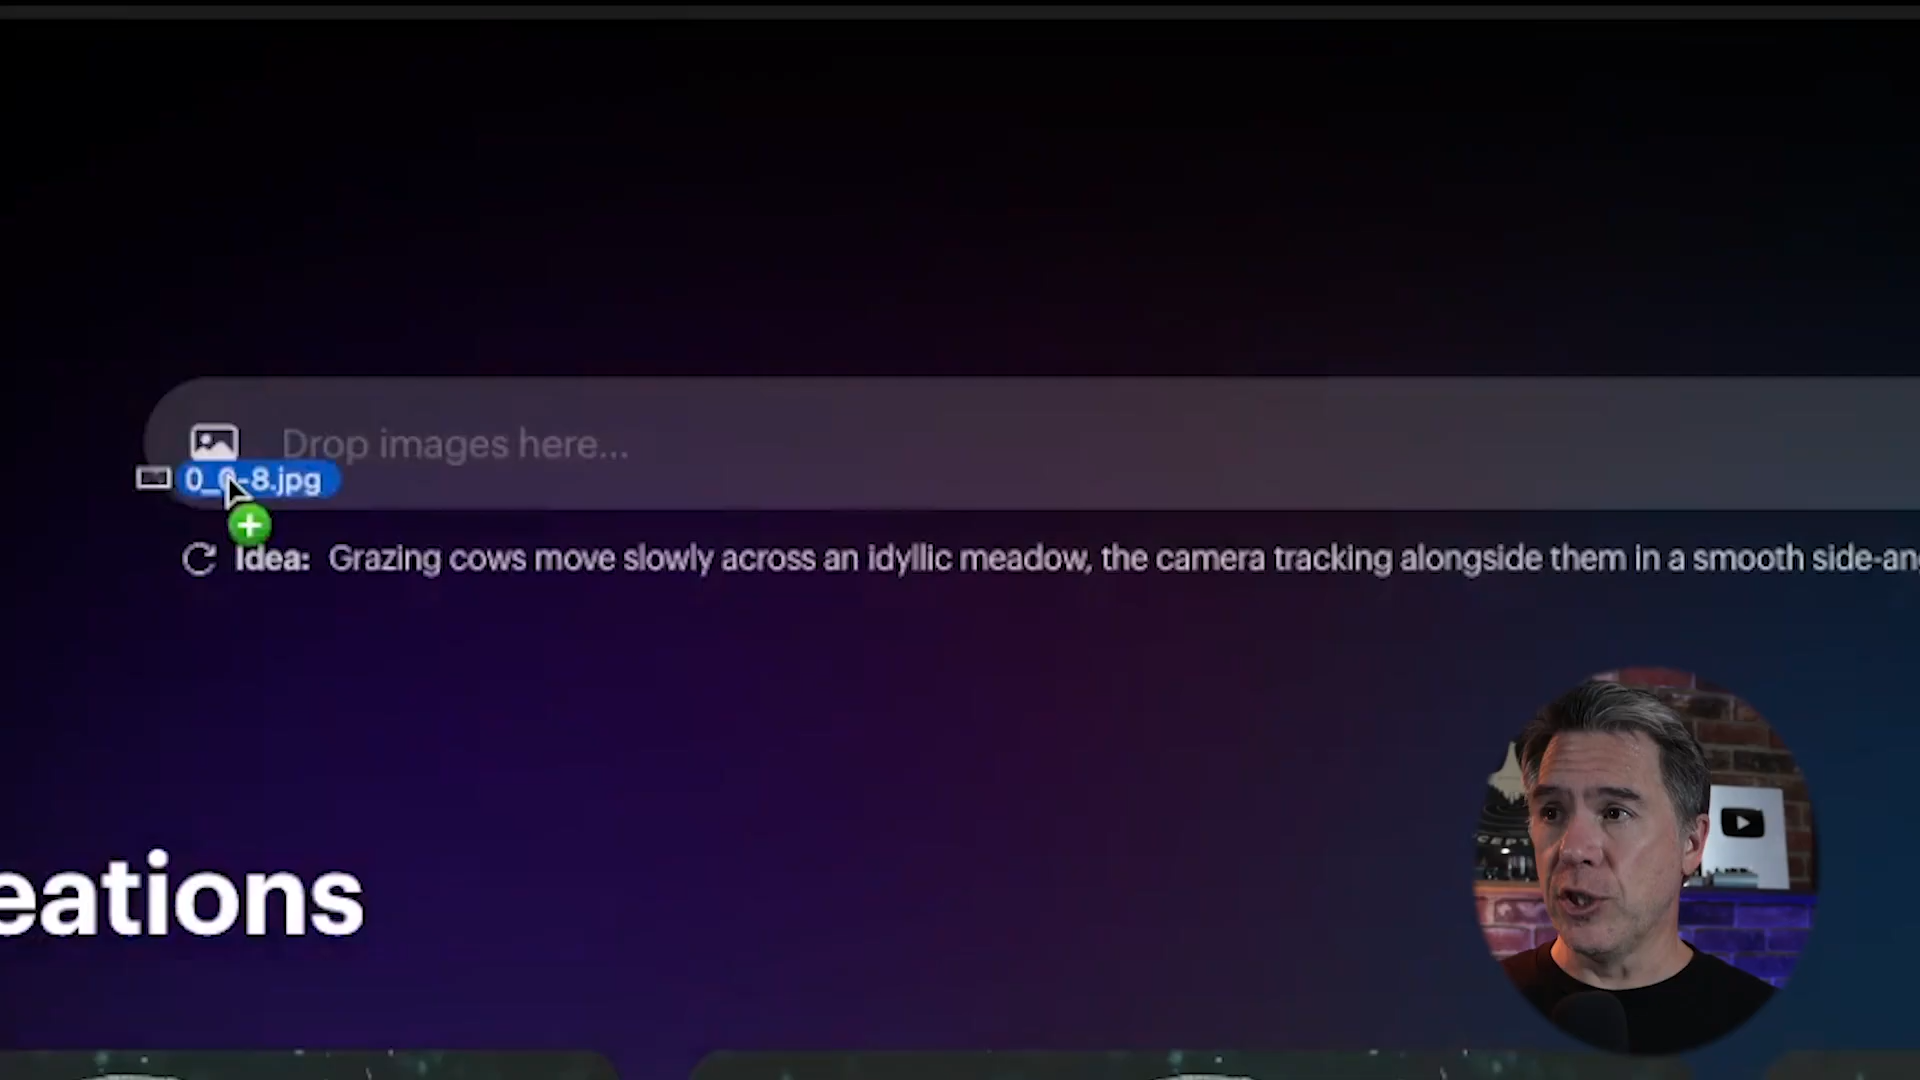 Drop images here...
0_0-8.jpg
Idea: Grazing cows move slowly across an idyllic meadow, the camera tracking alongside them in a smooth side-an
eations
CEPT